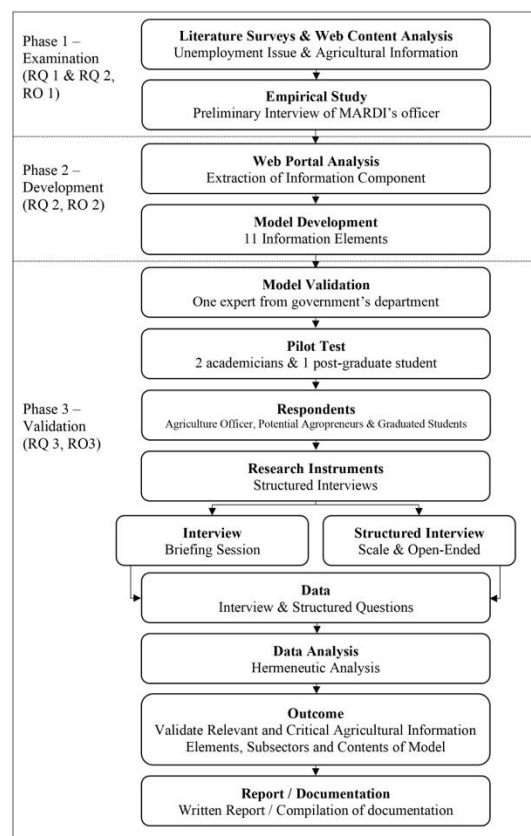 Phase 1 –
Examination
(RQ 1 & RQ 2,
RO 1)
Literature Surveys & Web Content Analysis
Unemployment Issue & Agricultural Information
Empirical Study
Preliminary Interview of MARDI's officer
Phase 2 –
Development
(RQ 2, RO 2)
Web Portal Analysis
Extraction of Information Component
Model Development
11 Information Elements
Phase 3 –
Validation
(RQ 3, RO3)
Model Validation
One expert from government's department
Pilot Test
2 academicians & 1 post-graduate student
Respondents
Agriculture Officer, Potential Agropreneurs & Graduated Students
Research Instruments
Structured Interviews
Interview
Briefing Session
Structured Interview
Scale & Open-Ended
Data
Interview & Structured Questions
Data Analysis
Hermeneutic Analysis
Outcome
Validate Relevant and Critical Agricultural Information
Elements, Subsectors and Contents of Model
Report / Documentation
Written Report / Compilation of documentation